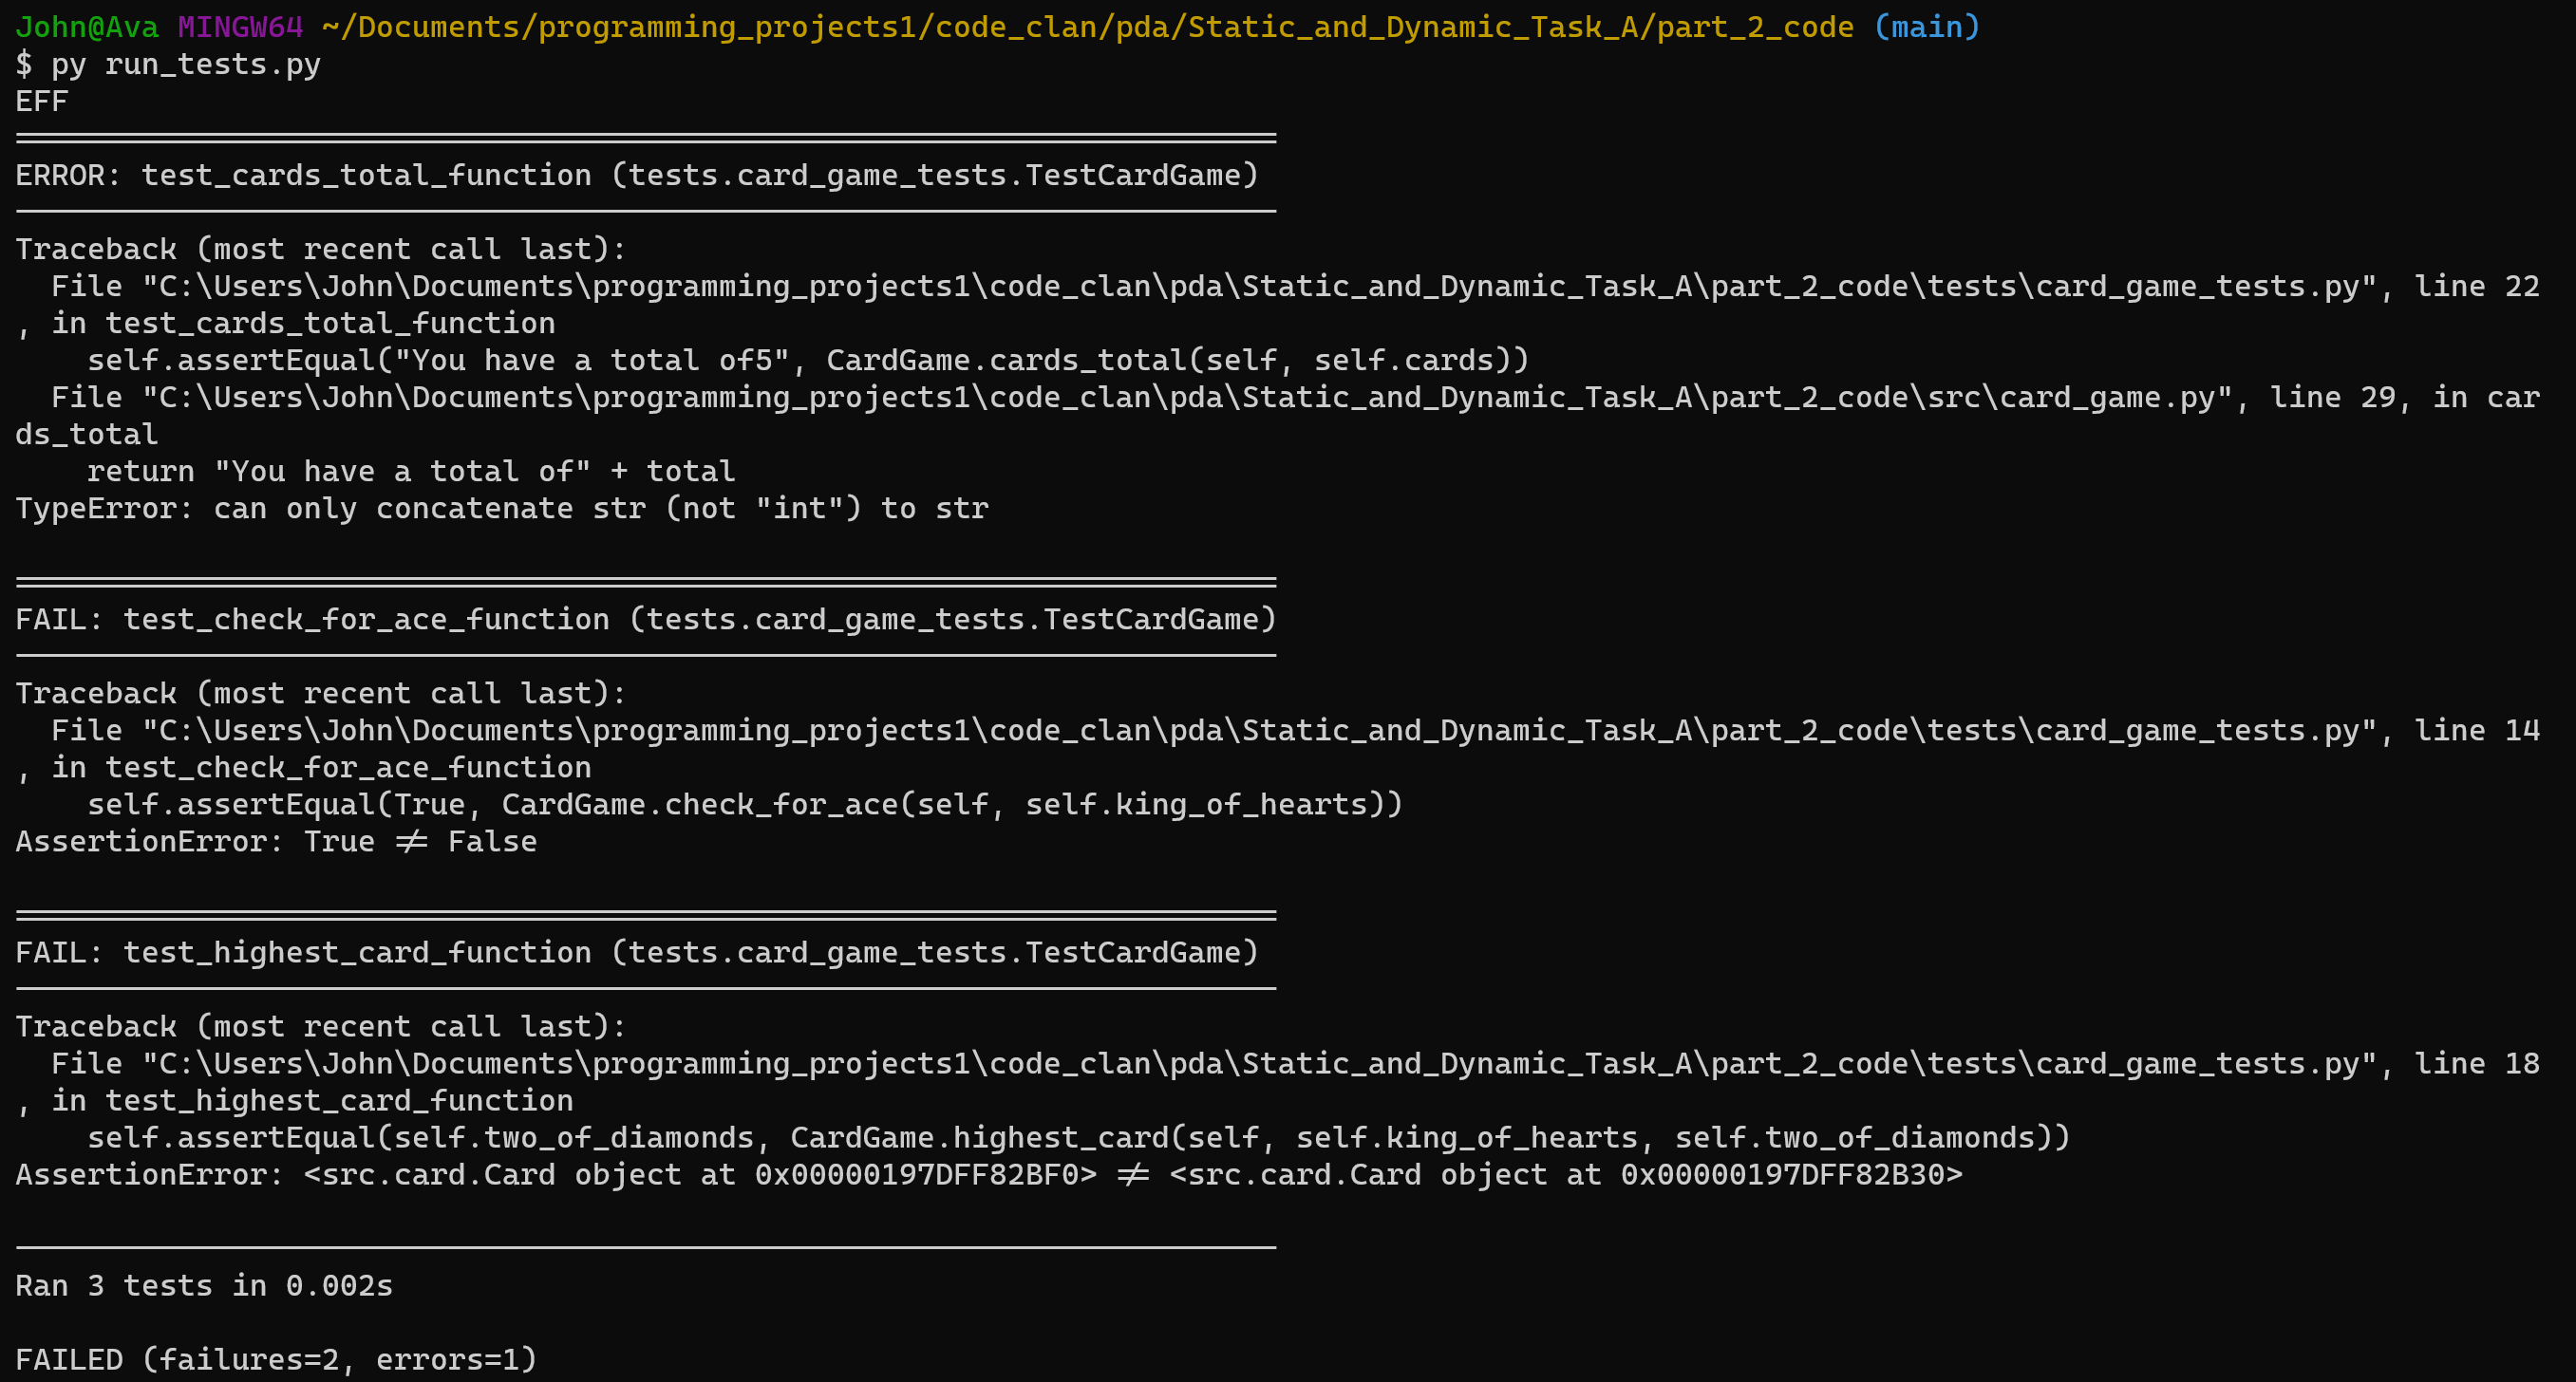 John@Ava MINGW64 ~/Documents/programming_projects1/code_clan/pda/Static_and_Dynamic_Task_A/part_2_code (main)
$ py run_tests.py
EFF
======================================================================
ERROR: test_cards_total_function (tests.card_game_tests.TestCardGame)
----------------------------------------------------------------------
Traceback (most recent call last):
  File "C:\Users\John\Documents\programming_projects1\code_clan\pda\Static_and_Dynamic_Task_A\part_2_code\tests\card_game_tests.py", line 22
, in test_cards_total_function
    self.assertEqual("You have a total of5", CardGame.cards_total(self, self.cards))
  File "C:\Users\John\Documents\programming_projects1\code_clan\pda\Static_and_Dynamic_Task_A\part_2_code\src\card_game.py", line 29, in car
ds_total
    return "You have a total of" + total
TypeError: can only concatenate str (not "int") to str

======================================================================
FAIL: test_check_for_ace_function (tests.card_game_tests.TestCardGame)
----------------------------------------------------------------------
Traceback (most recent call last):
  File "C:\Users\John\Documents\programming_projects1\code_clan\pda\Static_and_Dynamic_Task_A\part_2_code\tests\card_game_tests.py", line 14
, in test_check_for_ace_function
    self.assertEqual(True, CardGame.check_for_ace(self, self.king_of_hearts))
AssertionError: True != False

======================================================================
FAIL: test_highest_card_function (tests.card_game_tests.TestCardGame)
----------------------------------------------------------------------
Traceback (most recent call last):
  File "C:\Users\John\Documents\programming_projects1\code_clan\pda\Static_and_Dynamic_Task_A\part_2_code\tests\card_game_tests.py", line 18
, in test_highest_card_function
    self.assertEqual(self.two_of_diamonds, CardGame.highest_card(self, self.king_of_hearts, self.two_of_diamonds))
AssertionError: <src.card.Card object at 0x00000197DFF82BF0> != <src.card.Card object at 0x00000197DFF82B30>

----------------------------------------------------------------------
Ran 3 tests in 0.002s

FAILED (failures=2, errors=1)